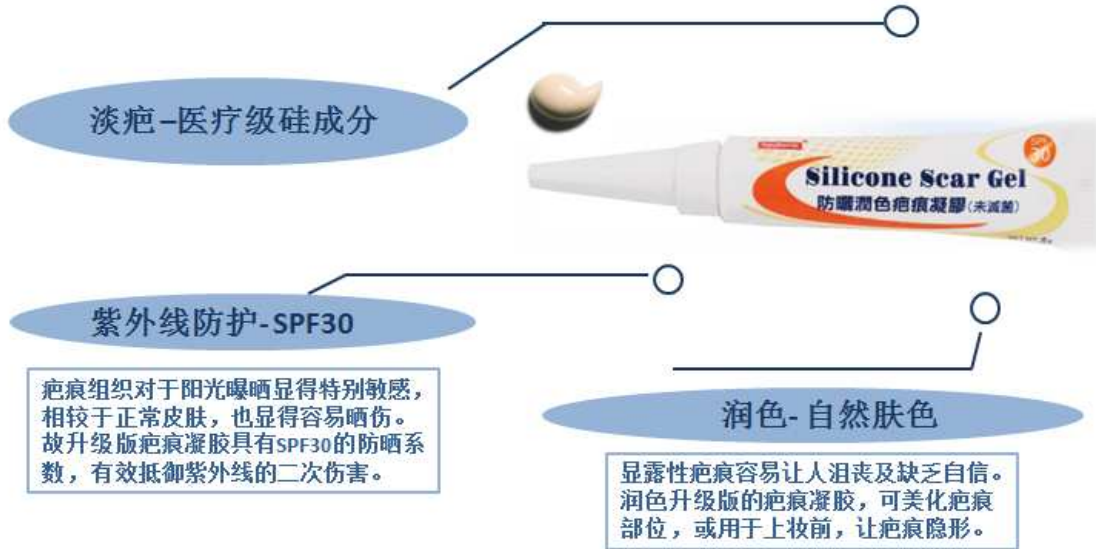 淡疤–医疗级硅成分
SPF
30
Silicone Scar Gel
防曬潤色疤痕凝膠(未滅菌)
紫外线防护-SPF30
疤痕组织对于阳光曝晒显得特别敏感，
相较于正常皮肤，也显得容易晒伤。
故升级版疤痕凝胶具有SPF30的防晒系
数，有效抵御紫外线的二次伤害。
润色-自然肤色
显露性疤痕容易让人沮丧及缺乏自信。
润色升级版的疤痕凝胶，可美化疤痕
部位，或用于上妆前，让疤痕隐形。